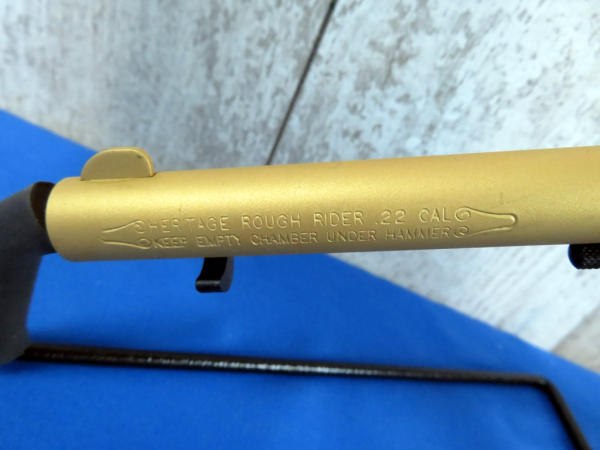 HERITAGE ROUGH RIDER .22 CAL
KEEP EMPTY CHAMBER UNDER HAMMER